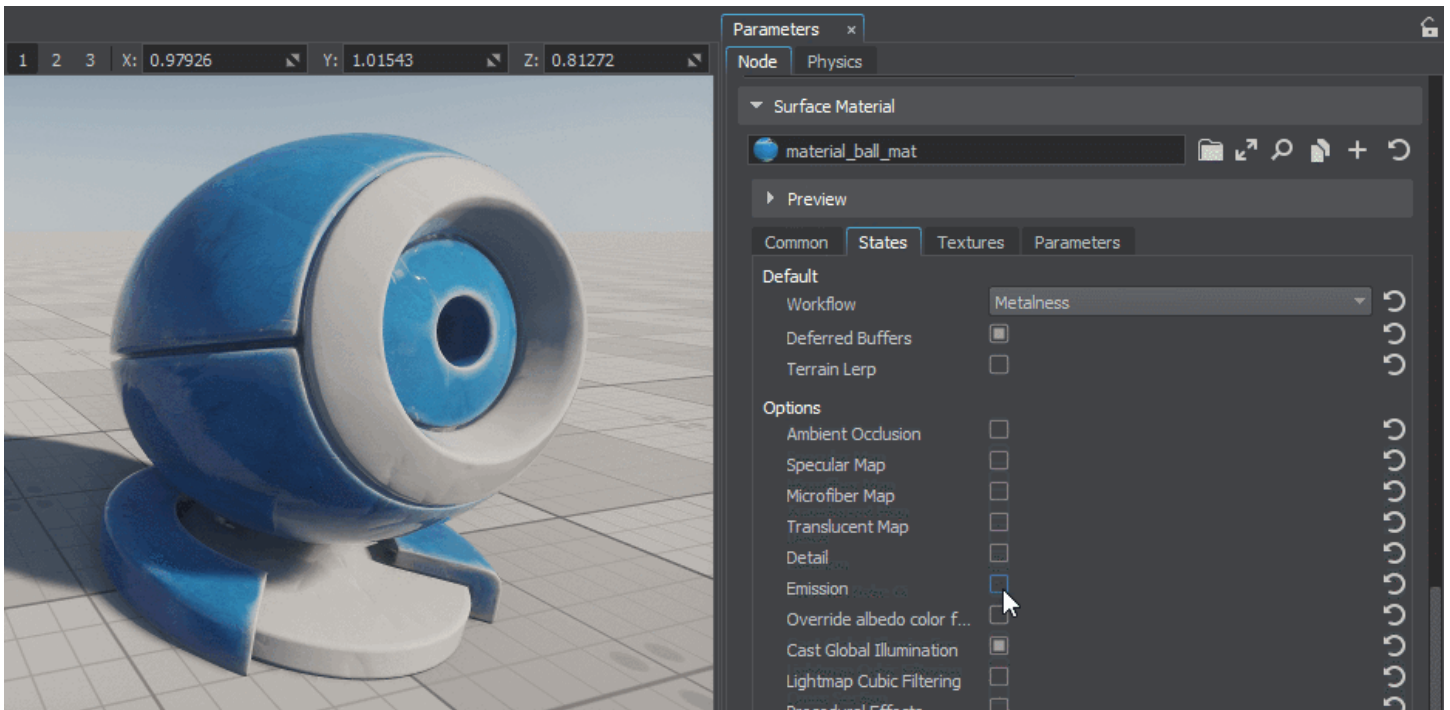 Parameters ×
1 2 3 X: 0.97926 Y: 1.01543 Z: 0.81272
Node Physics
Surface Material
material_ball_mat
Preview
Common States Textures Parameters
Default
Workflow Metalness
Deferred Buffers
Terrain Lerp
Options
Ambient Occlusion
Specular Map
Microfiber Map
Translucent Map
Detail
Emission
Override albedo color f...
Cast Global Illumination
Lightmap Cubic Filtering
Procedural Effects